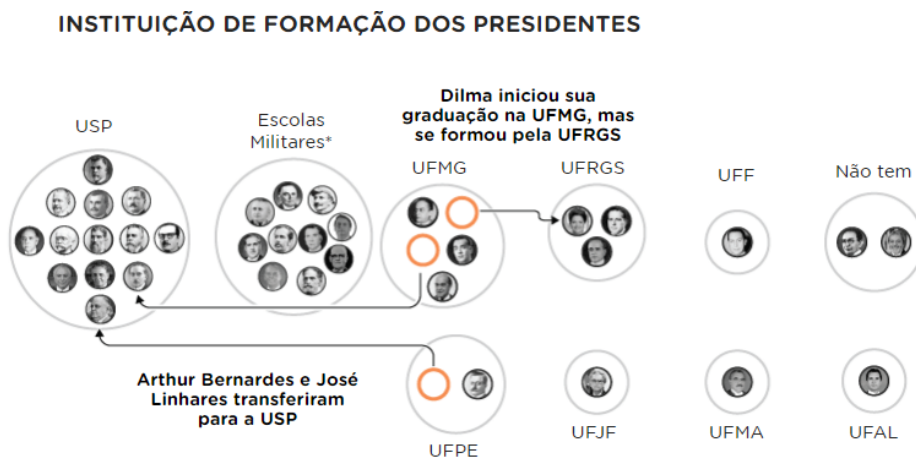 INSTITUIÇÃO DE FORMAÇÃO DOS PRESIDENTES
Dilma iniciou sua
graduação na UFMG, mas
se formou pela UFRGS
USP
Escolas
Militares*
UFMG
UFRGS
UFF
Não tem
Arthur Bernardes e José
Linhares transferiram
para a USP
UFPE
UFJF
UFMA
UFAL